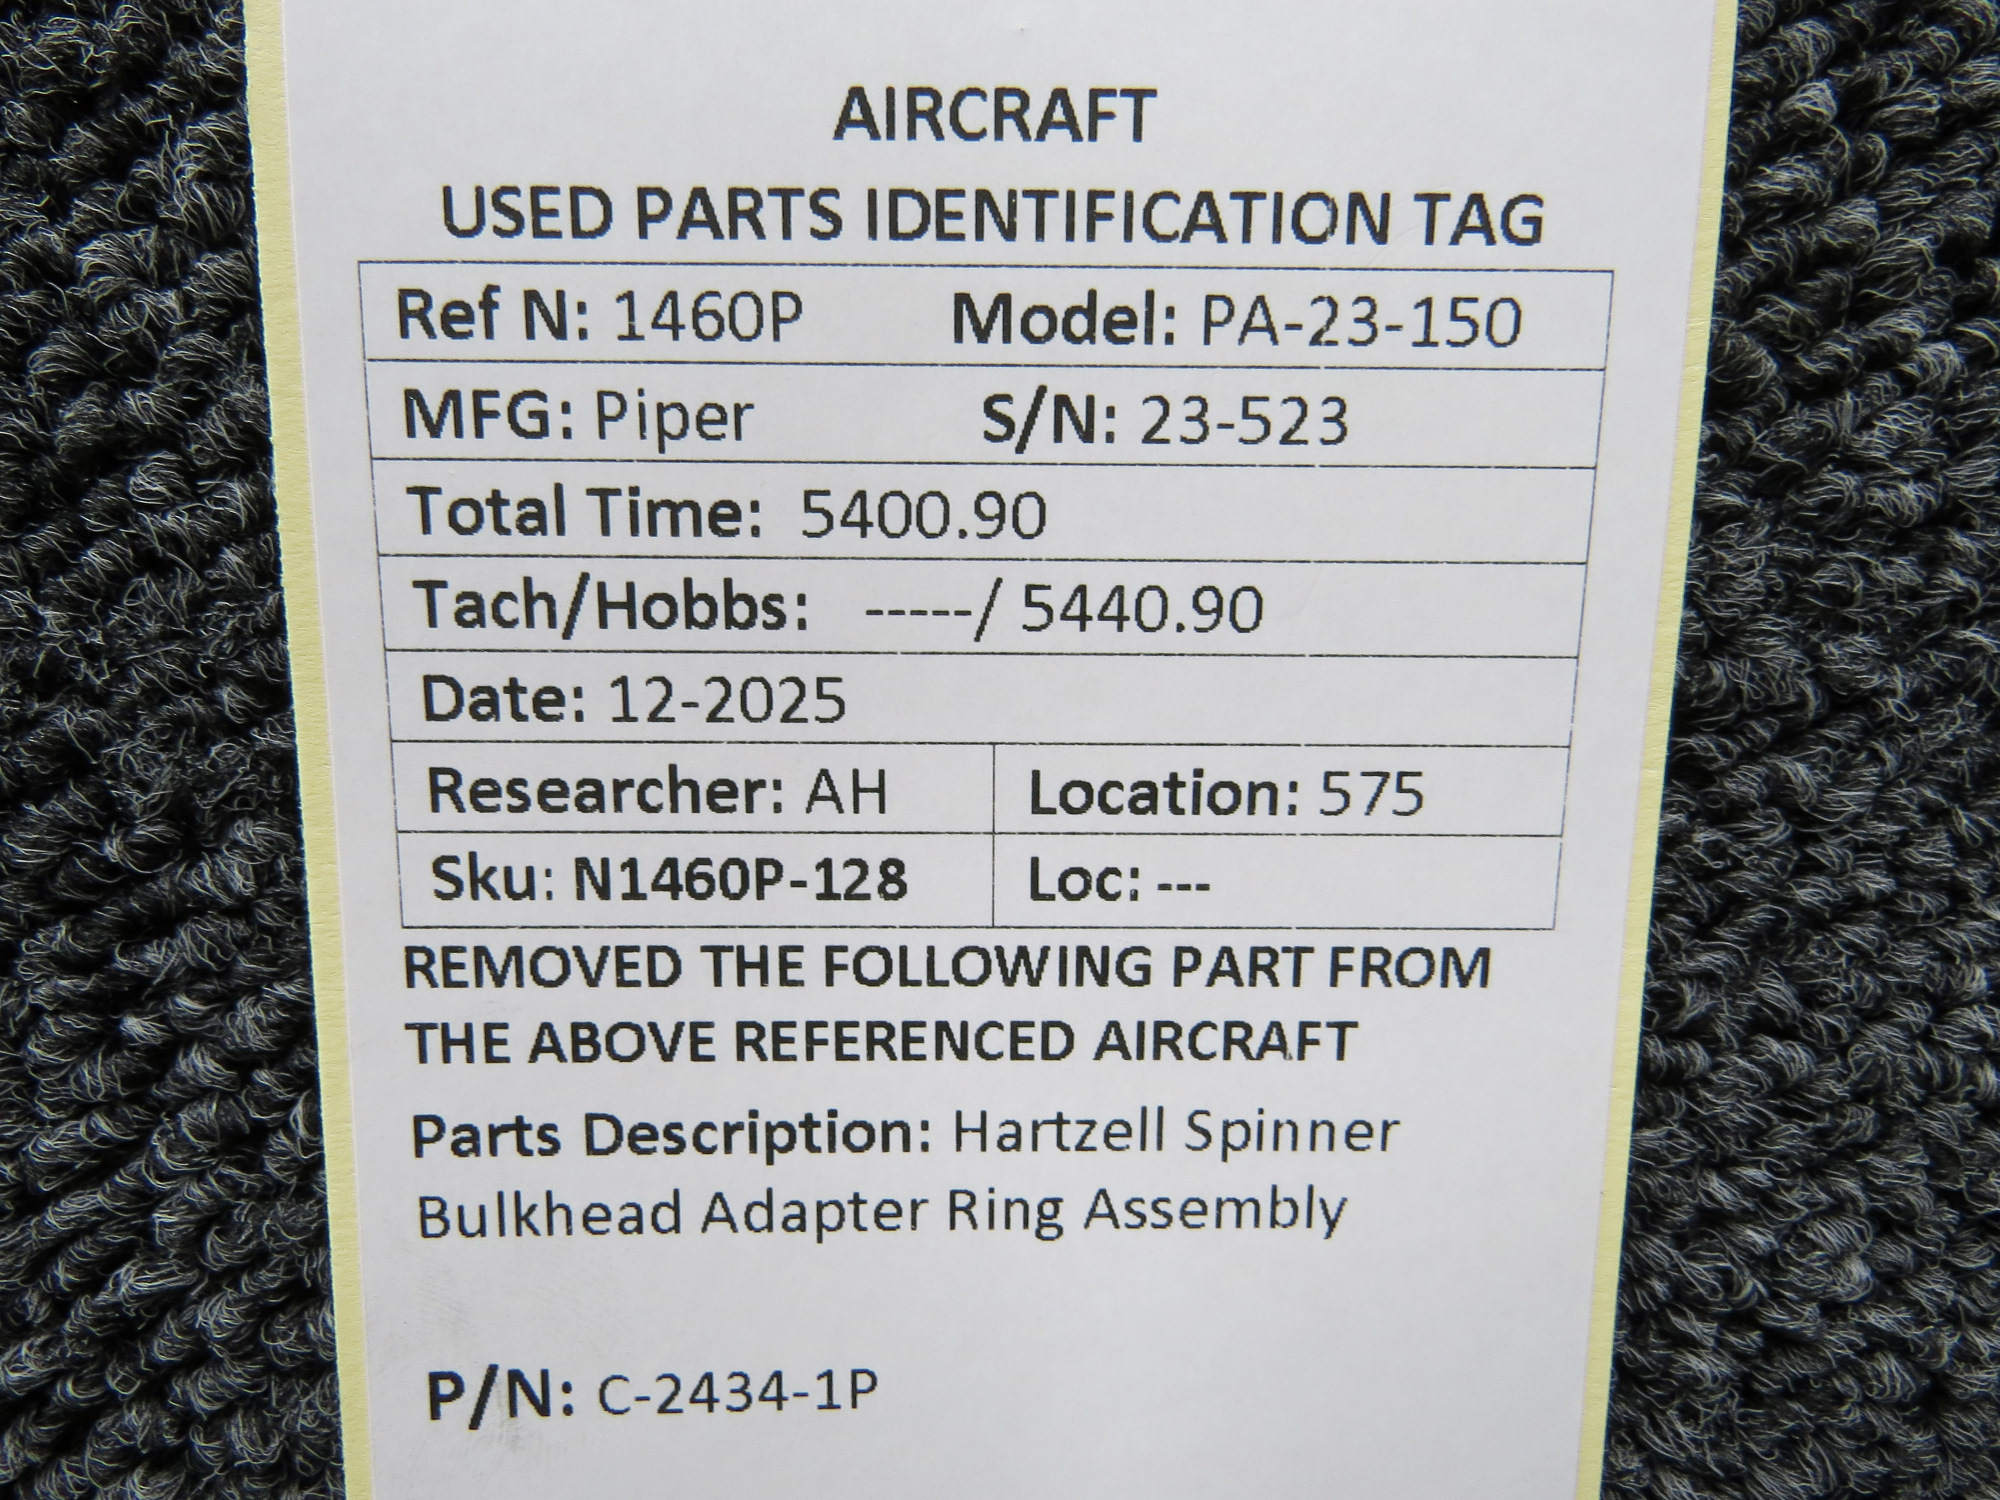 AIRCRAFT
USED PARTS IDENTIFICATION TAG
Ref N: 1460P Model: PA-23-150
MFG: Piper S/N: 23-523
Total Time: 5400.90
Tach/Hobbs: -----/ 5440.90
Date: 12-2025
Researcher: AH Location: 575
Sku: N1460P-128 Loc: ---
REMOVED THE FOLLOWING PART FROM
THE ABOVE REFERENCED AIRCRAFT
Parts Description: Hartzell Spinner
Bulkhead Adapter Ring Assembly
P/N: C-2434-1P